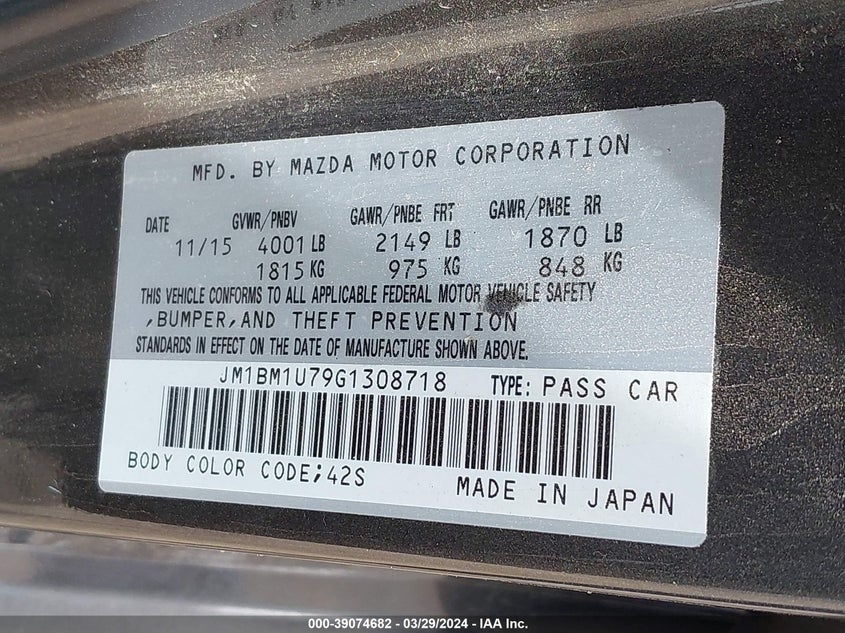 MFD. BY MAZDA MOTOR CORPORATION
DATE GVWR/PNBV GAWR/PNBE FRT GAWR/PNBE RR
11/15 4001 LB 2149 LB 1870 LB
1815 KG 975 KG 848 KG
THIS VEHICLE CONFORMS TO ALL APPLICABLE FEDERAL MOTOR VEHICLE SAFETY
,BUMPER,AND THEFT PREVENTION
STANDARDS IN EFFECT ON THE DATE OF MANUFACTURE SHOWN ABOVE.
JM1BM1U79G1308718 TYPE: PASS CAR
BODY COLOR CODE;42S
MADE IN JAPAN
000-39074682 - 03/29/2024 - IAA Inc.